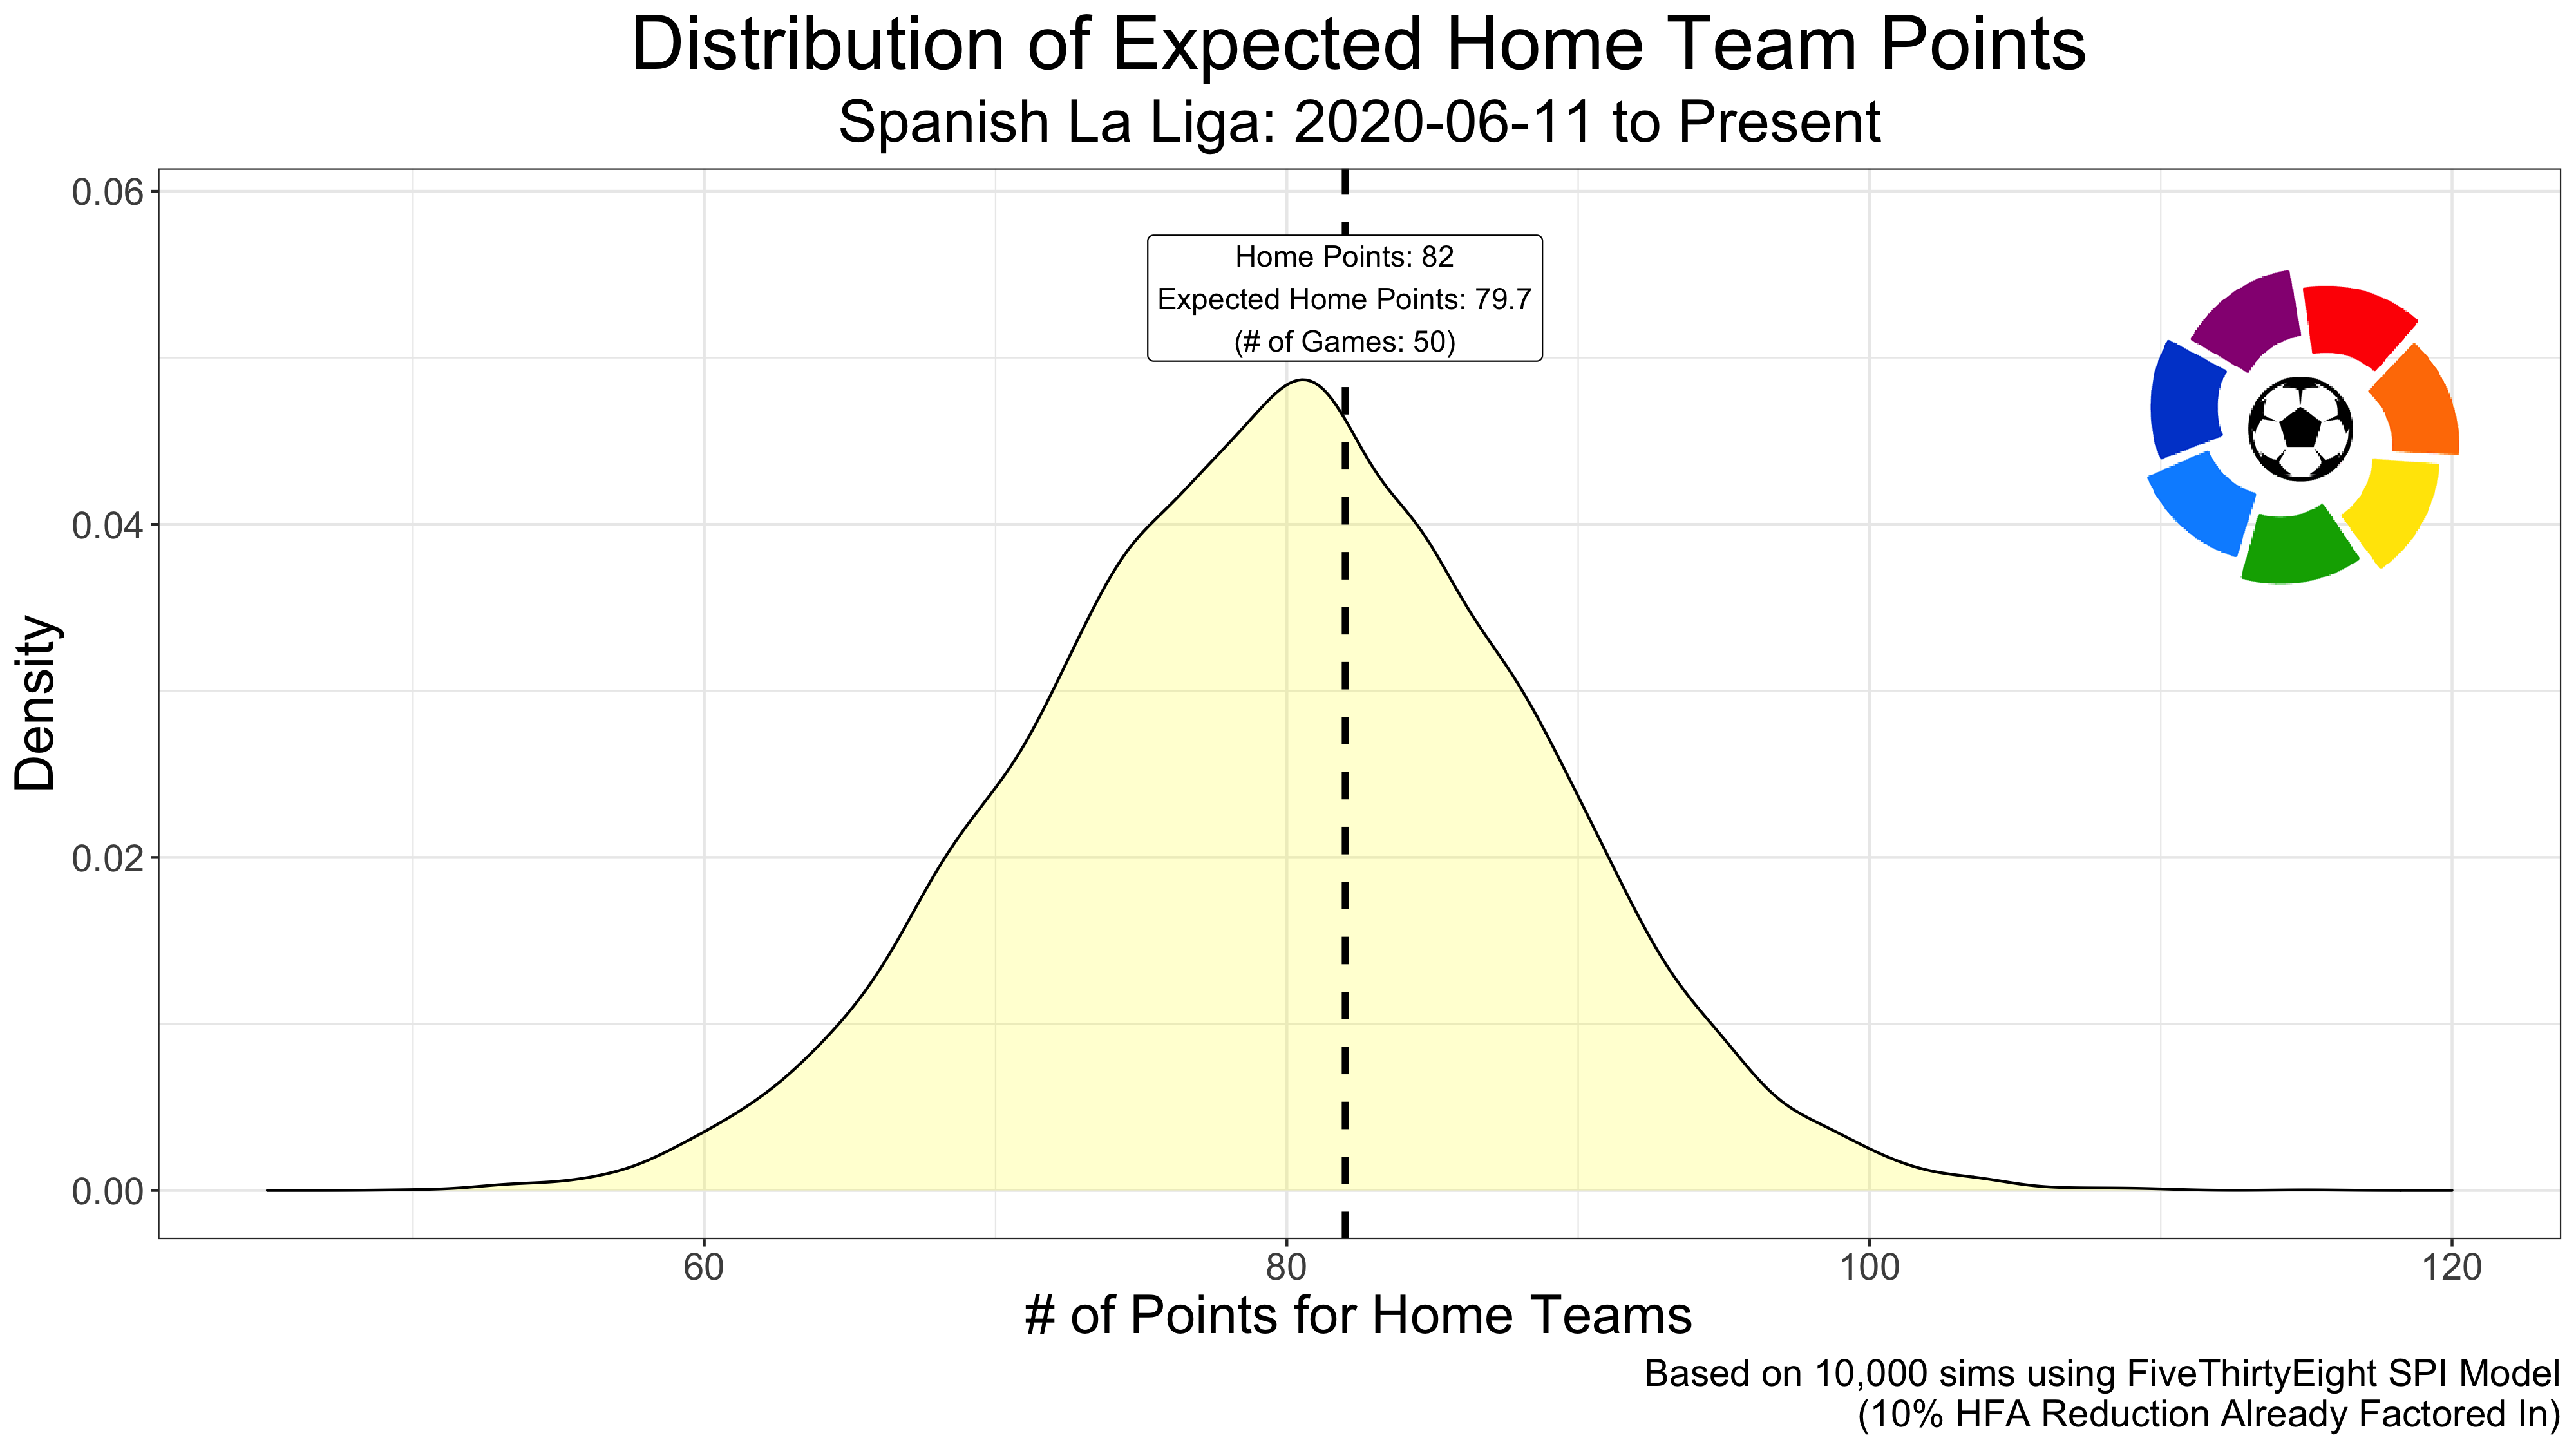 Distribution of Expected Home Team Points
Spanish La Liga: 2020-06-11 to Present
0.06
Home Points: 82
Expected Home Points: 79.7
(# of Games: 50)
0.04
Density
0.02
0.00
60 80 100 120
# of Points for Home Teams
Based on 10,000 sims using FiveThirtyEight SPI Model
(10% HFA Reduction Already Factored In)